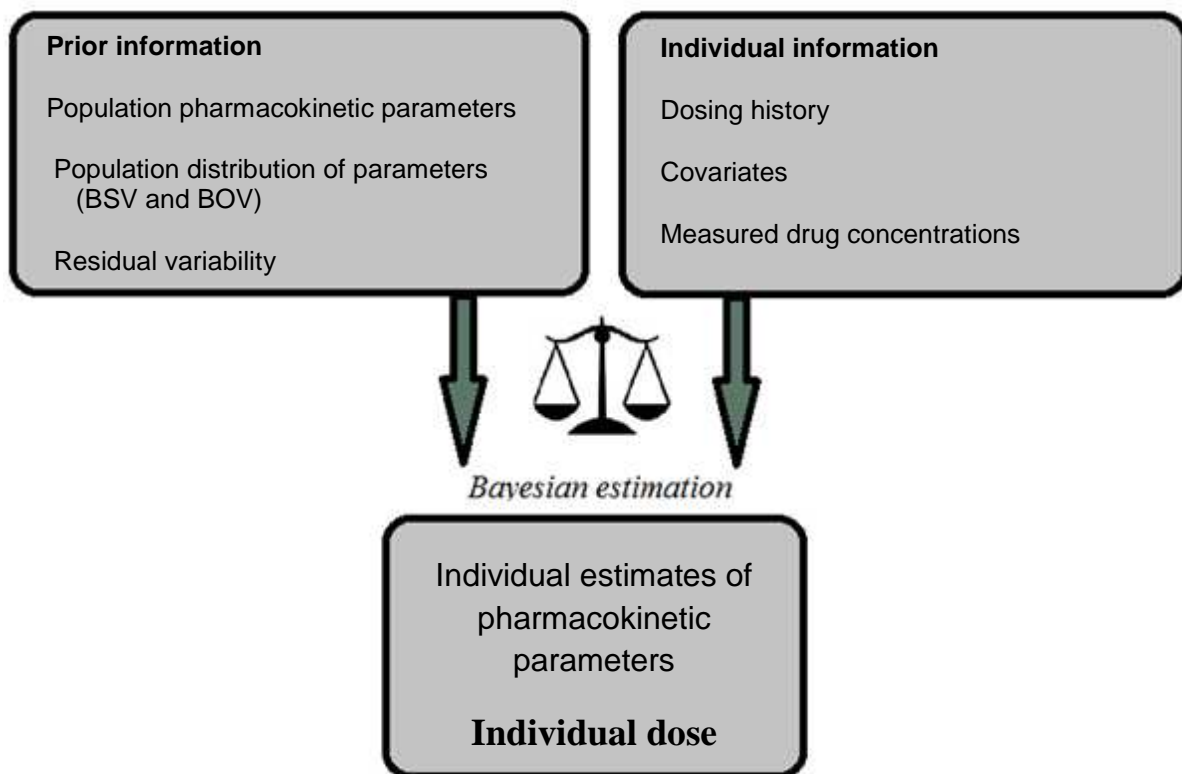 Prior information
Population pharmacokinetic parameters
Population distribution of parameters
(BSV and BOV)
Residual variability
Individual information
Dosing history
Covariates
Measured drug concentrations
Bayesian estimation
Individual estimates of
pharmacokinetic
parameters
Individual dose